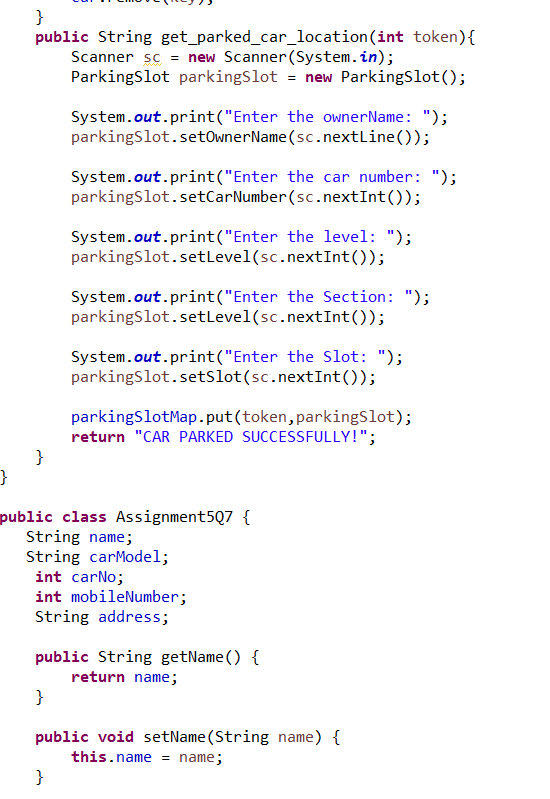 car.remove(key);
}
public String get_parked_car_location(int token){
Scanner sc = new Scanner(System.in);
ParkingSlot parkingSlot = new ParkingSlot();
System.out.print("Enter the ownerName: ");
parkingSlot.setOwnerName(sc.nextLine());
System.out.print("Enter the car number: ");
parkingSlot.setCarNumber(sc.nextInt());
System.out.print("Enter the level: ");
parkingSlot.setLevel(sc.nextInt());
System.out.print("Enter the Section: ");
parkingSlot.setLevel(sc.nextInt());
System.out.print("Enter the Slot: ");
parkingSlot.setSlot(sc.nextInt());
parkingSlotMap.put(token,parkingSlot);
return "CAR PARKED SUCCESSFULLY!";
}
}
public class Assignment5Q7 {
String name;
String carModel;
int carNo;
int mobileNumber;
String address;
public String getName() {
return name;
}
public void setName(String name) {
this.name = name;
}